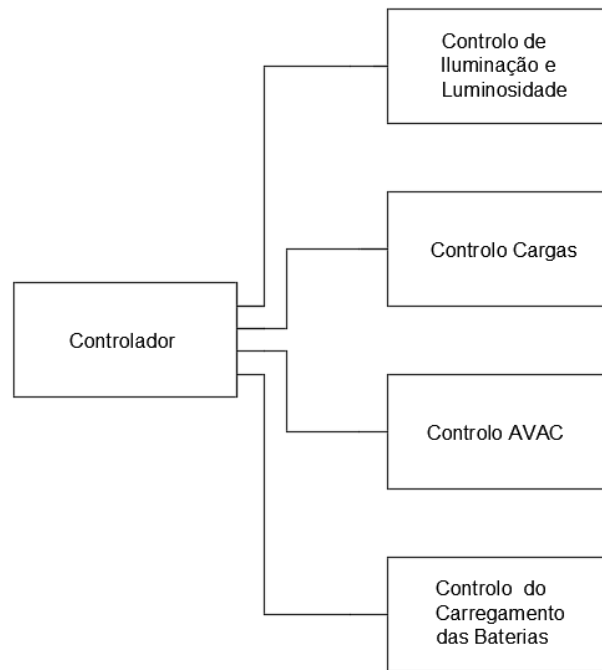 Controlo de
Iluminação e
Luminosidade
Controlo Cargas
Controlador
Controlo AVAC
Controlo do
Carregamento
das Baterias